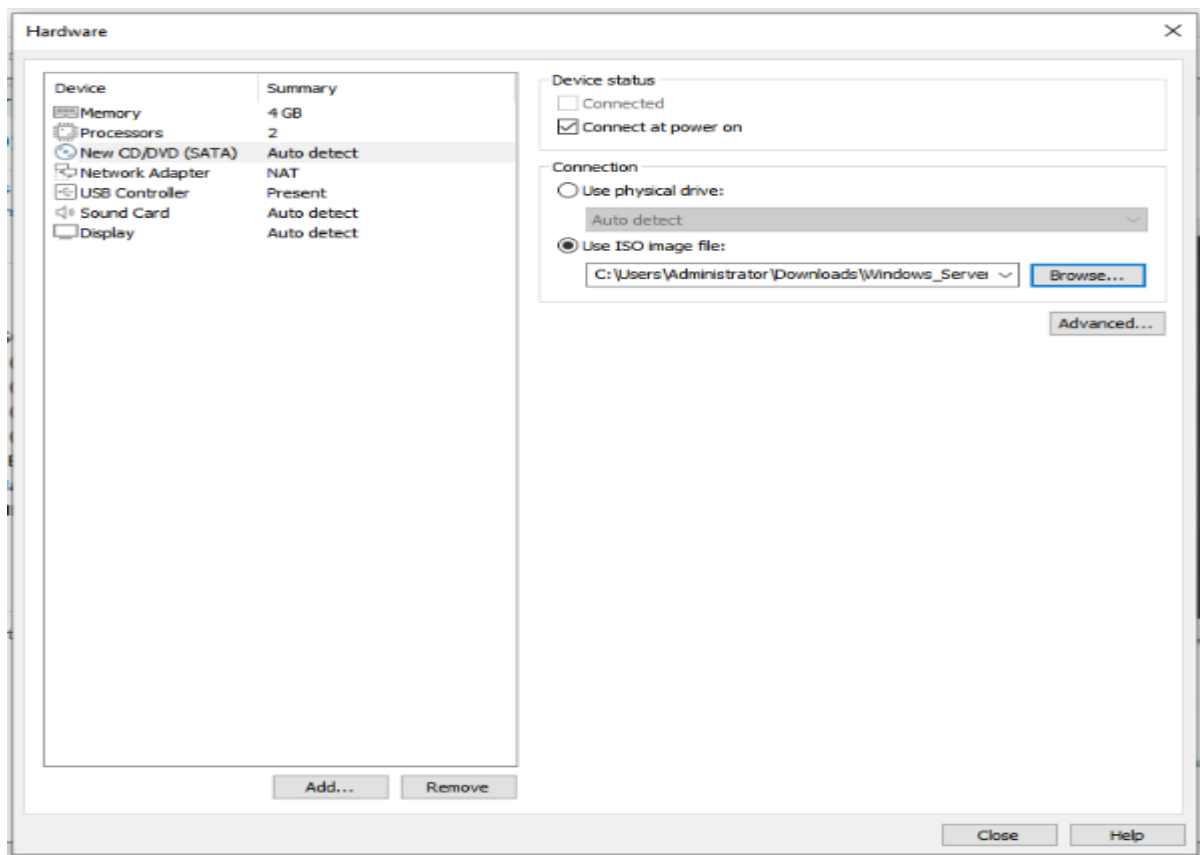 Hardware
Device Summary
Memory 4 GB
Processors 2
New CD/DVD (SATA) Auto detect
Network Adapter NAT
USB Controller Present
Sound Card Auto detect
Display Auto detect
Add... Remove
Device status
Connected
Connect at power on
Connection
Use physical drive:
Auto detect
Use ISO image file:
C:\Users\Administrator\Downloads\Windows_Server Browse...
Advanced...
Close Help